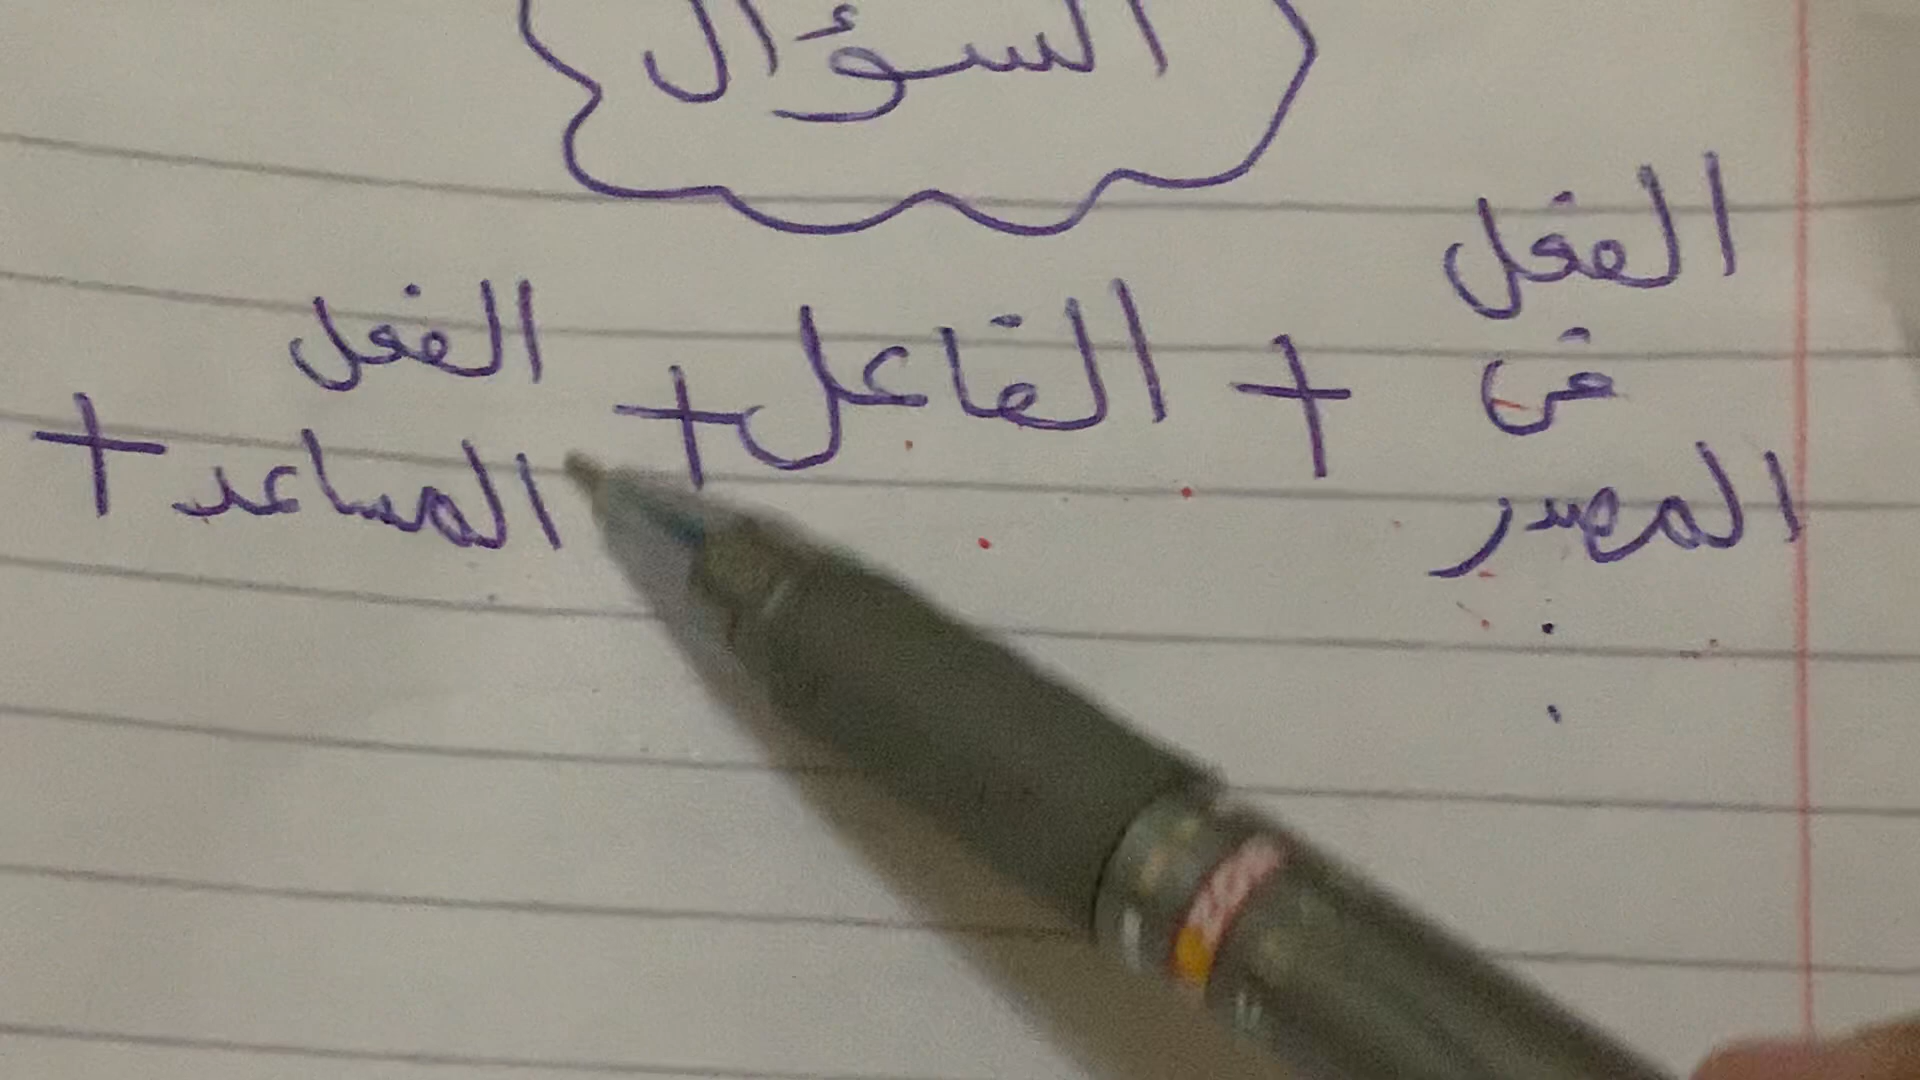 السؤال
الفعل
في
المصدر
+
الفاعل
+
الفعل
المساعد
+